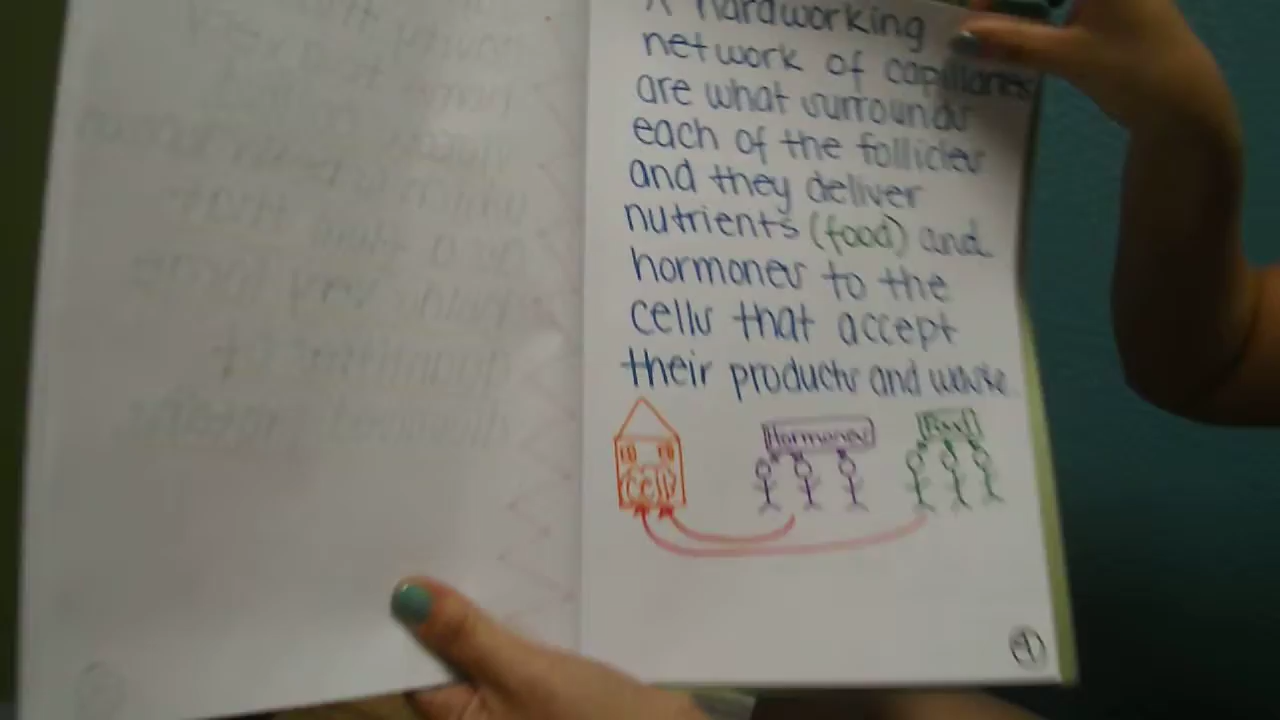 A hardworking
network of capillaries
are what surrounds
each of the follicles
and they deliver
nutrients (food) and
hormones to the
cells that accept
their products and waste
Hormones
Food
Cell